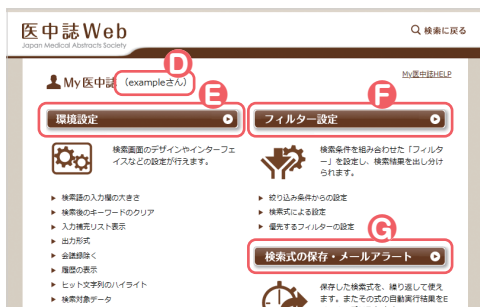 医中誌Web
Japan Medical Abstracts Society
検索に戻る
D
My医中誌 (exampleさん)
My医中誌HELP
E
F
環境設定
フィルター設定
検索画面のデザインやインターフェ
イスなどの設定が行えます。
検索条件を組み合わせた「フィルタ
ー」を設定し、検索結果を出し分け
られます。
検索語の入力欄の大きさ
検索後のキーワードのクリア
入力補完リスト表示
出力形式
会議録除く
履歴の表示
ヒット文字列のハイライト
検索対象データ
絞り込み条件からの設定
検索式による設定
優先するフィルターの設定
G
検索式の保存・メールアラート
保存した検索式を、繰り返して使え
ます。またその式の自動実行結果をE